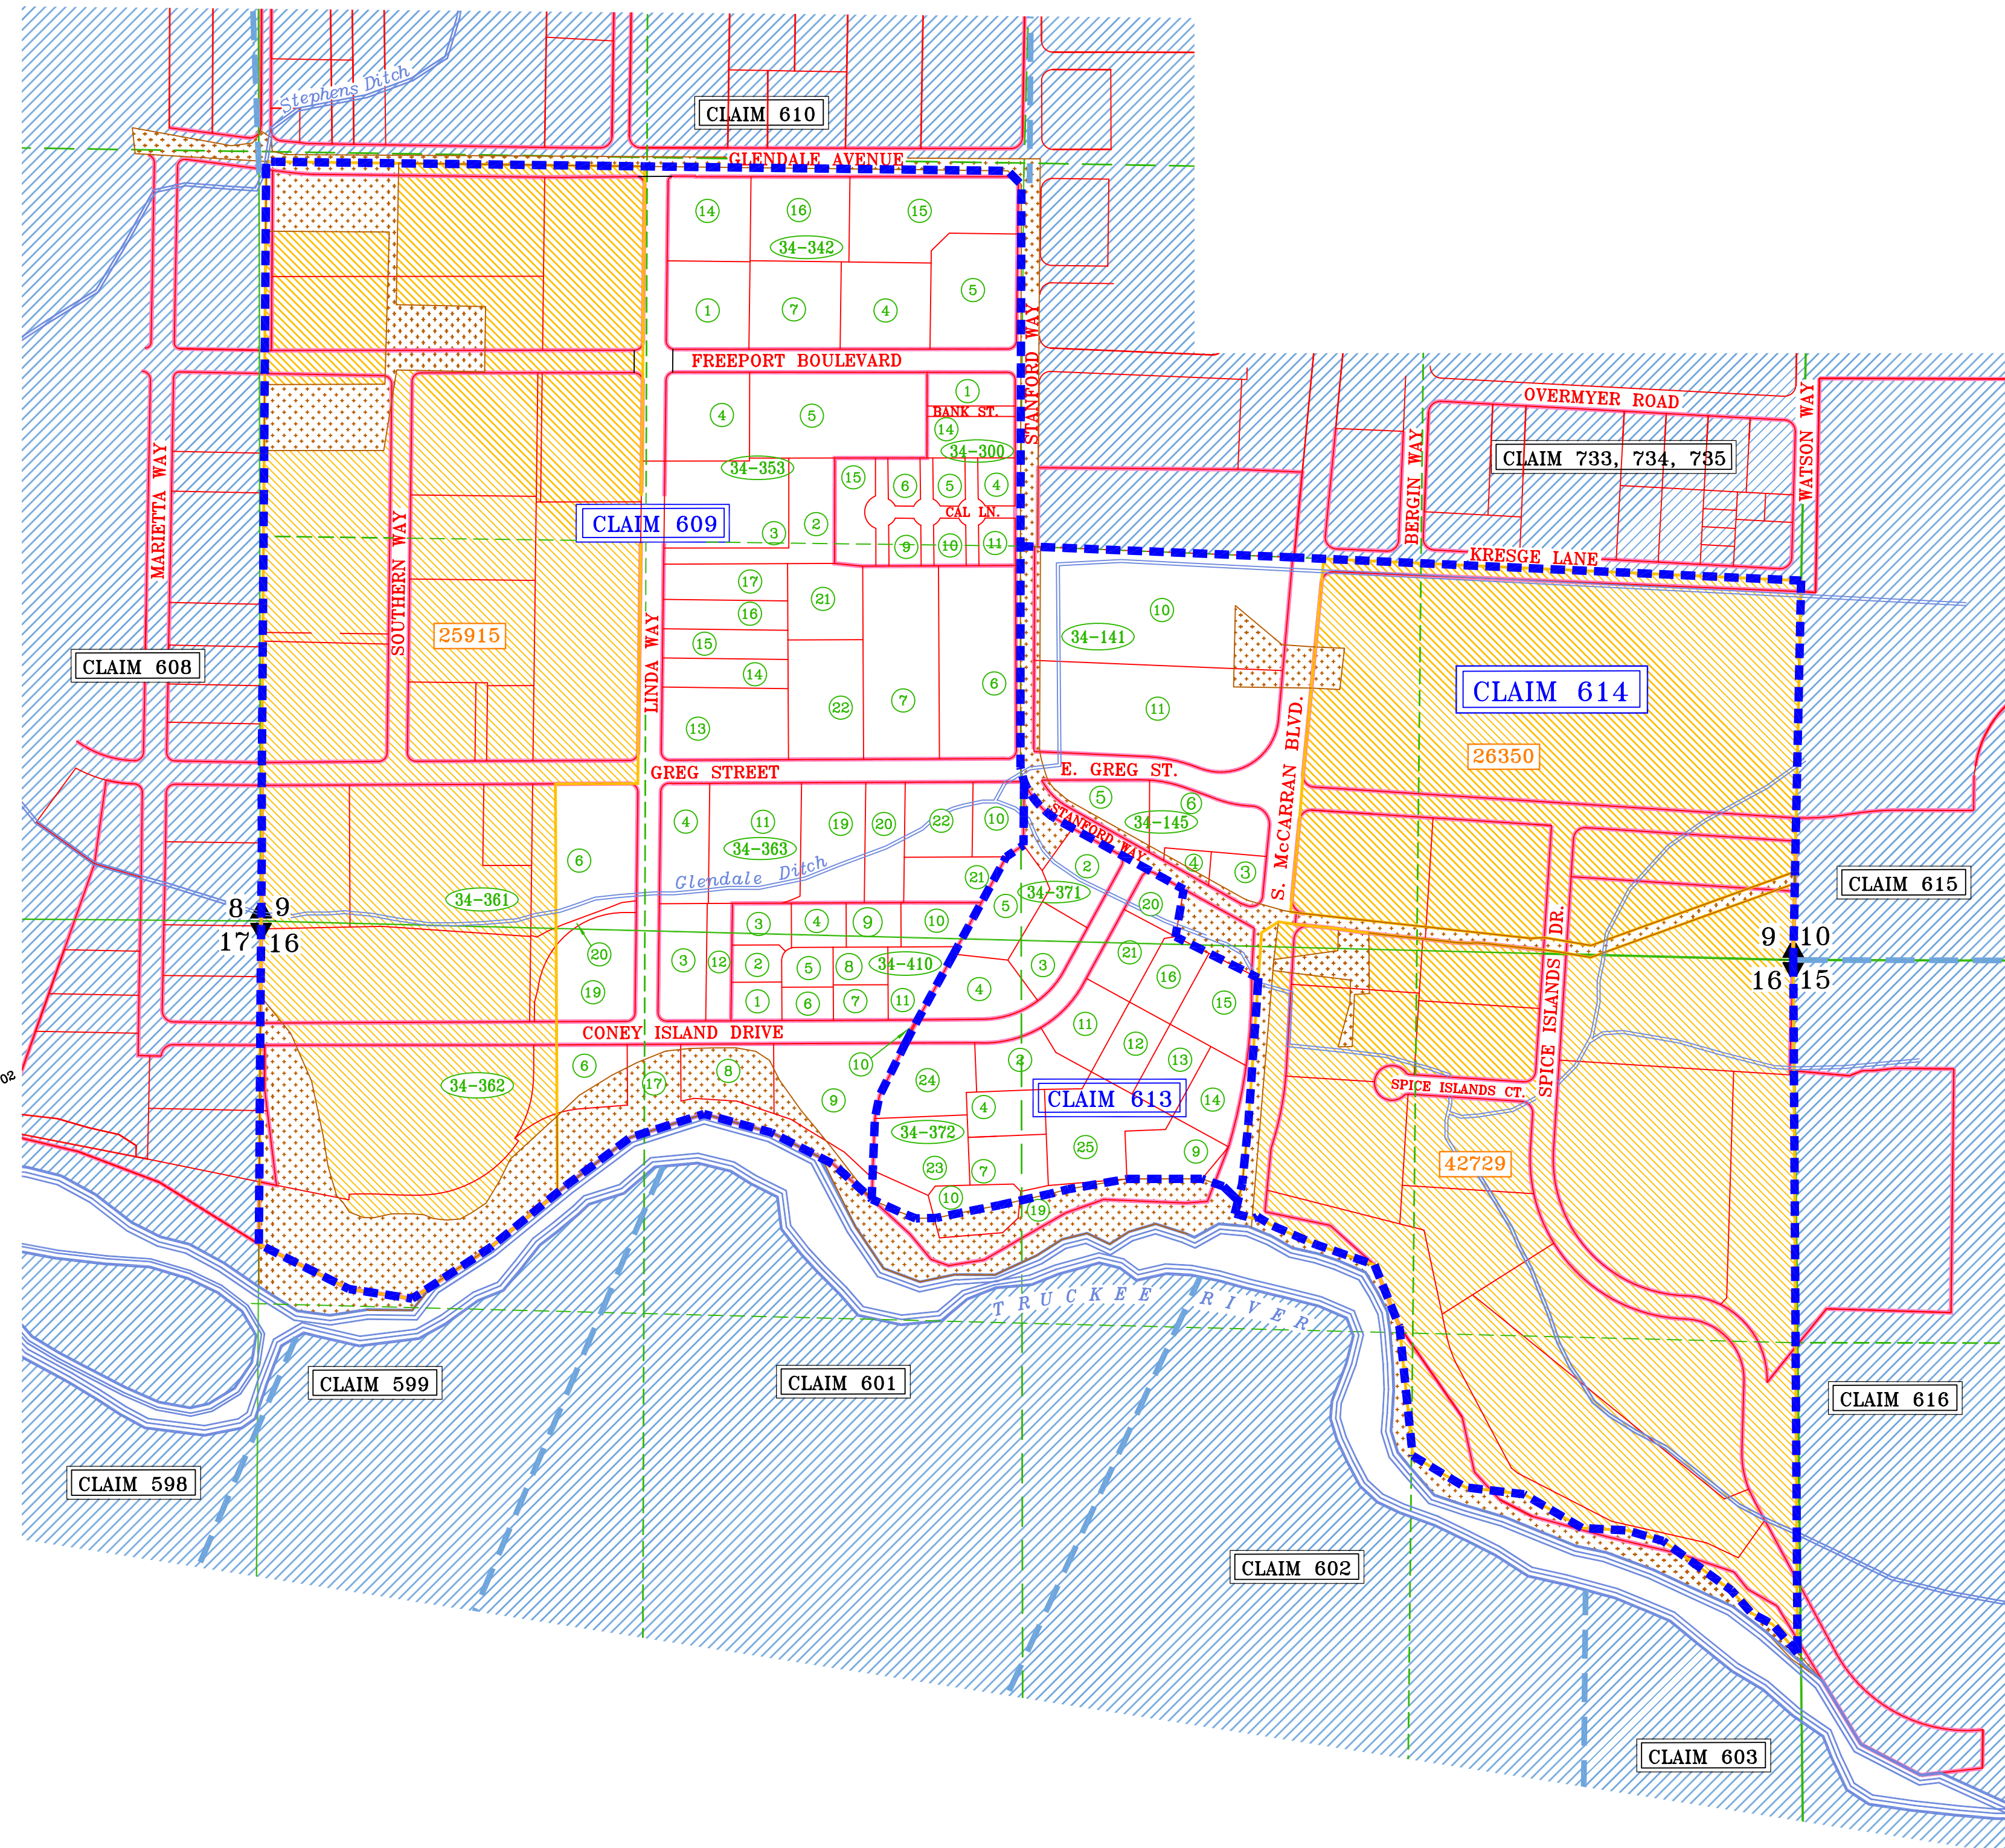 Stephens Ditch
CLAIM 610
GLENDALE AVENUE
14
16
15
34-342
1
7
4
5
STANFORD WAY
FREEPORT BOULEVARD
4
5
1
BANK ST.
14
34-300
34-353
15
6
5
4
CAL LN.
9
10
11
3
2
CLAIM 609
OVERMYER ROAD
CLAIM 733, 734, 735
BERGIN WAY
WATSON WAY
KRESGE LANE
MARIETTA WAY
SOUTHERN WAY
LINDA WAY
25915
CLAIM 608
17
16
15
14
13
21
22
7
6
10
34-141
11
S. McCARRAN BLVD.
CLAIM 614
26350
GREG STREET
E. GREG ST.
5
6
34-145
STANFORD WAY
4
3
4
11
34-363
19
20
22
10
21
Glendale Ditch
6
34-361
8 9
17 16
20
19
3
12
3
4
9
10
2
5
8
34-410
1
6
7
11
2
34-371
5
20
21
3
4
16
15
11
12
13
14
CLAIM 615
9 10
16 15
SPICE ISLANDS DR.
SPICE ISLANDS CT.
42729
CONEY ISLAND DRIVE
34-362
6
17
8
9
10
24
2
4
CLAIM 613
34-372
25
9
23
7
10
19
02
TRUCKEE RIVER
CLAIM 599
CLAIM 601
CLAIM 616
CLAIM 598
CLAIM 602
CLAIM 603